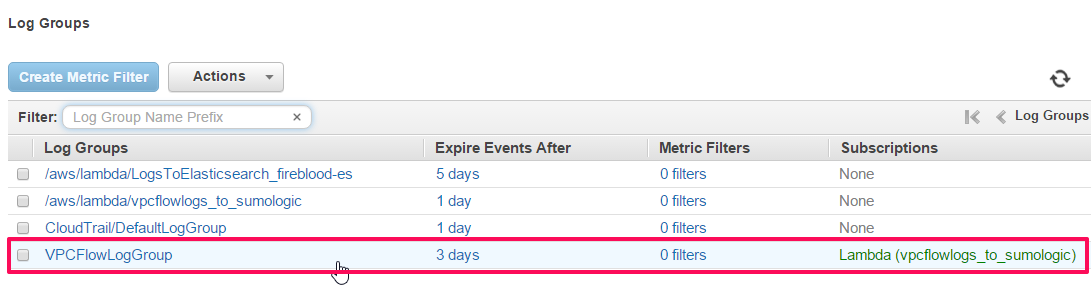 Log Groups
Create Metric Filter Actions
Filter: Log Group Name Prefix × Log Groups
Log Groups Expire Events After Metric Filters Subscriptions
/aws/lambda/LogsToElasticsearch_fireblood-es 5 days 0 filters None
/aws/lambda/vpcflowlogs_to_sumologic 1 day 0 filters None
CloudTrail/DefaultLogGroup 1 day 0 filters None
VPCFlowLogGroup 3 days 0 filters Lambda (vpcflowlogs_to_sumologic)